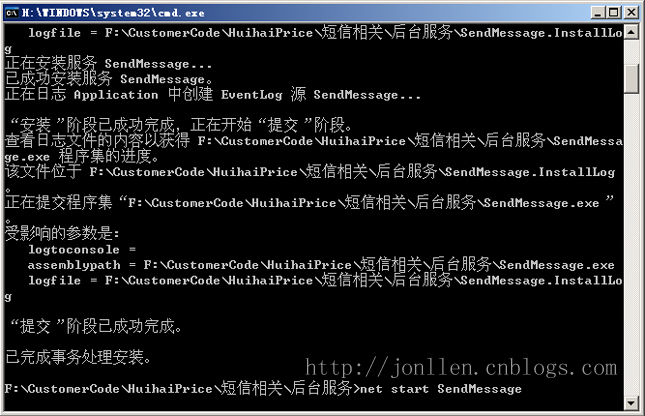 H:\WINDOWS\system32\cmd.exe
logfile = F:\CustomerCode\HuihaiPrice\短信相关\后台服务\SendMessage.InstallLo
g
正在安装服务 SendMessage...
已成功安装服务 SendMessage。
正在日志 Application 中创建 EventLog 源 SendMessage...
“安装”阶段已成功完成，正在开始“提交”阶段。
查看日志文件的内容以获得 F:\CustomerCode\HuihaiPrice\短信相关\后台服务\SendMessa
ge.exe 程序集的进度。
该文件位于 F:\CustomerCode\HuihaiPrice\短信相关\后台服务\SendMessage.InstallLog
。
正在提交程序集“F:\CustomerCode\HuihaiPrice\短信相关\后台服务\SendMessage.exe”
。
受影响的参数是:
logtoconsole =
assemblypath = F:\CustomerCode\HuihaiPrice\短信相关\后台服务\SendMessage.exe
logfile = F:\CustomerCode\HuihaiPrice\短信相关\后台服务\SendMessage.InstallLo
g
“提交”阶段已成功完成。
已完成事务处理安装。
http://jonllen.cnblogs.com
F:\CustomerCode\HuihaiPrice\短信相关\后台服务>net start SendMessage